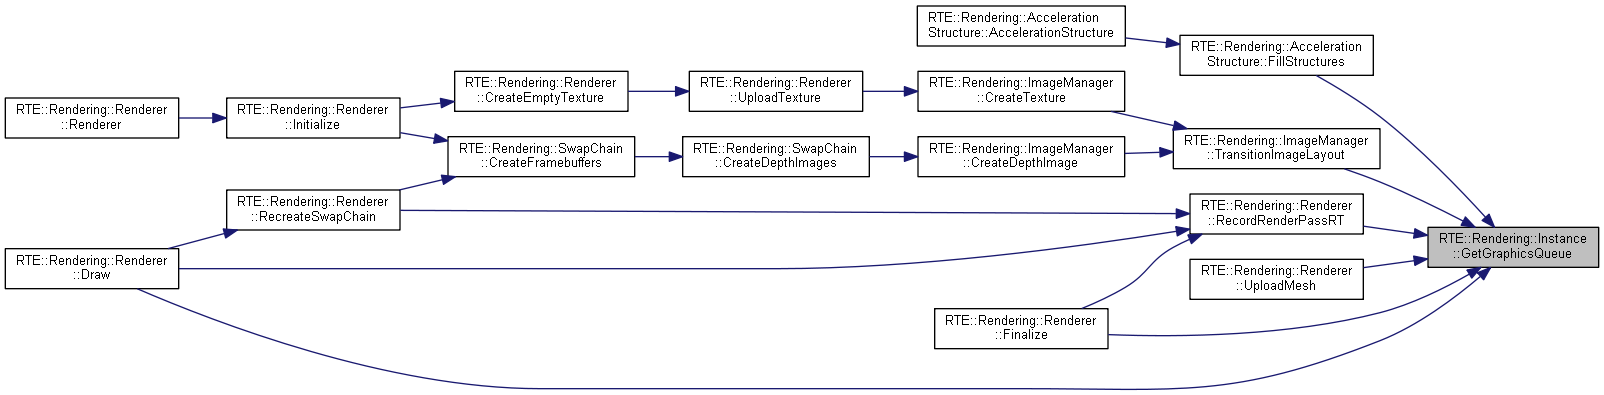 RTE::Rendering::Acceleration
Structure::AccelerationStructure
RTE::Rendering::Acceleration
Structure::FillStructures
RTE::Rendering::Renderer
::CreateEmptyTexture
RTE::Rendering::Renderer
::UploadTexture
RTE::Rendering::ImageManager
::CreateTexture
RTE::Rendering::Renderer
::Renderer
RTE::Rendering::Renderer
::Initialize
RTE::Rendering::SwapChain
::CreateFramebuffers
RTE::Rendering::SwapChain
::CreateDepthImages
RTE::Rendering::ImageManager
::CreateDepthImage
RTE::Rendering::ImageManager
::TransitionImageLayout
RTE::Rendering::Renderer
::RecreateSwapChain
RTE::Rendering::Renderer
::RecordRenderPassRT
RTE::Rendering::Instance
::GetGraphicsQueue
RTE::Rendering::Renderer
::Draw
RTE::Rendering::Renderer
::UploadMesh
RTE::Rendering::Renderer
::Finalize